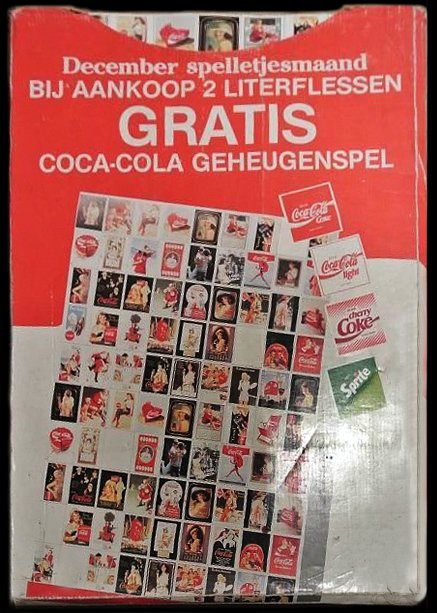 December spelletjesmaand
BIJ AANKOOP 2 LITERFLESSEN
GRATIS
COCA-COLA GEHEUGENSPEL
Coca-Cola
Coke
Coca-Cola
light
cherry
Coke
Sprite